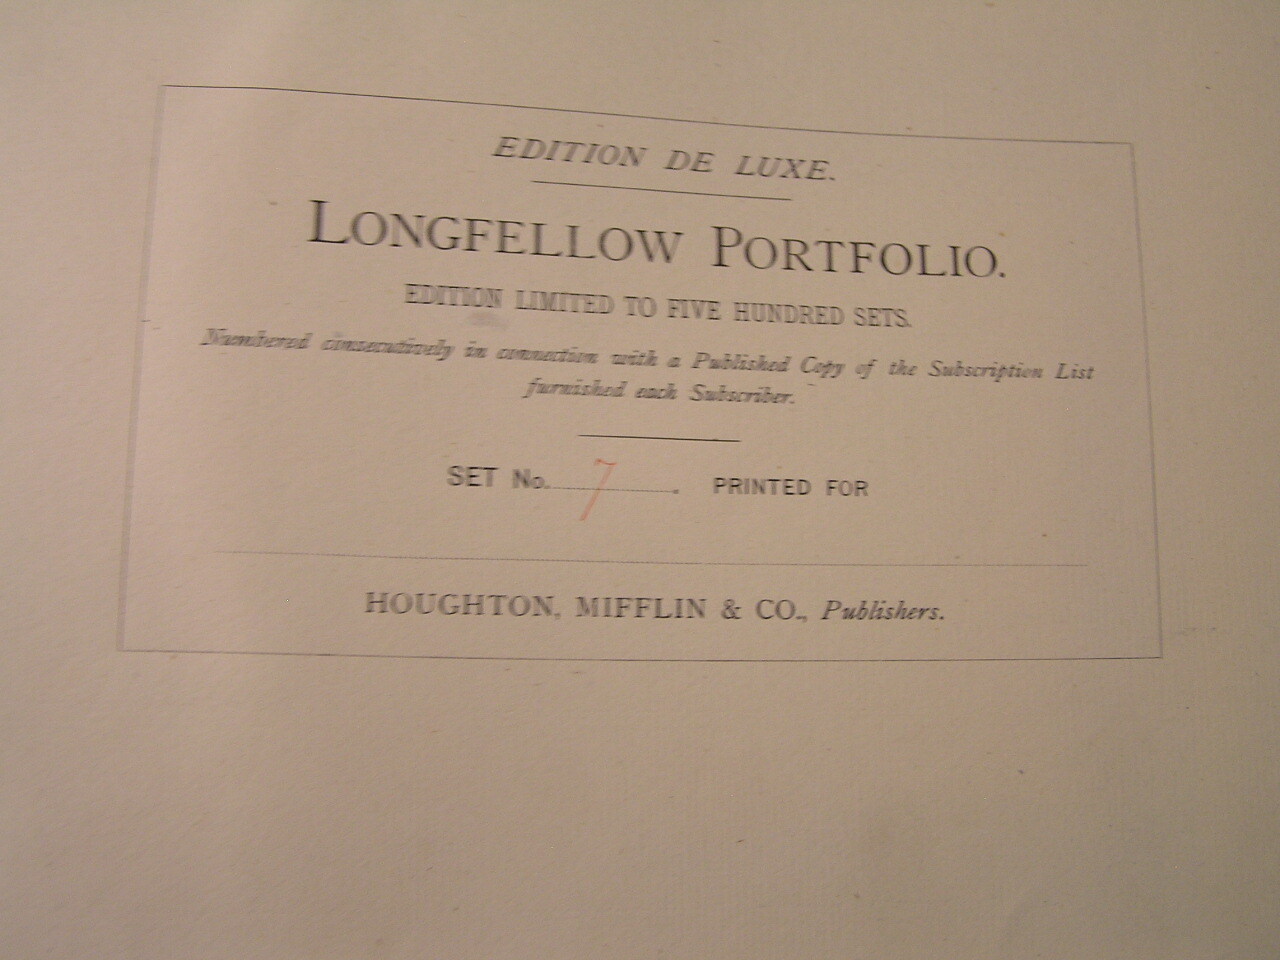 EDITION DE LUXE.
LONGFELLOW PORTFOLIO.
EDITION LIMITED TO FIVE HUNDRED SETS.
Numbered consecutively in connection with a Published Copy of the Subscription List
furnished each Subscriber.
SET No. 7. PRINTED FOR
HOUGHTON, MIFFLIN & CO., Publishers.